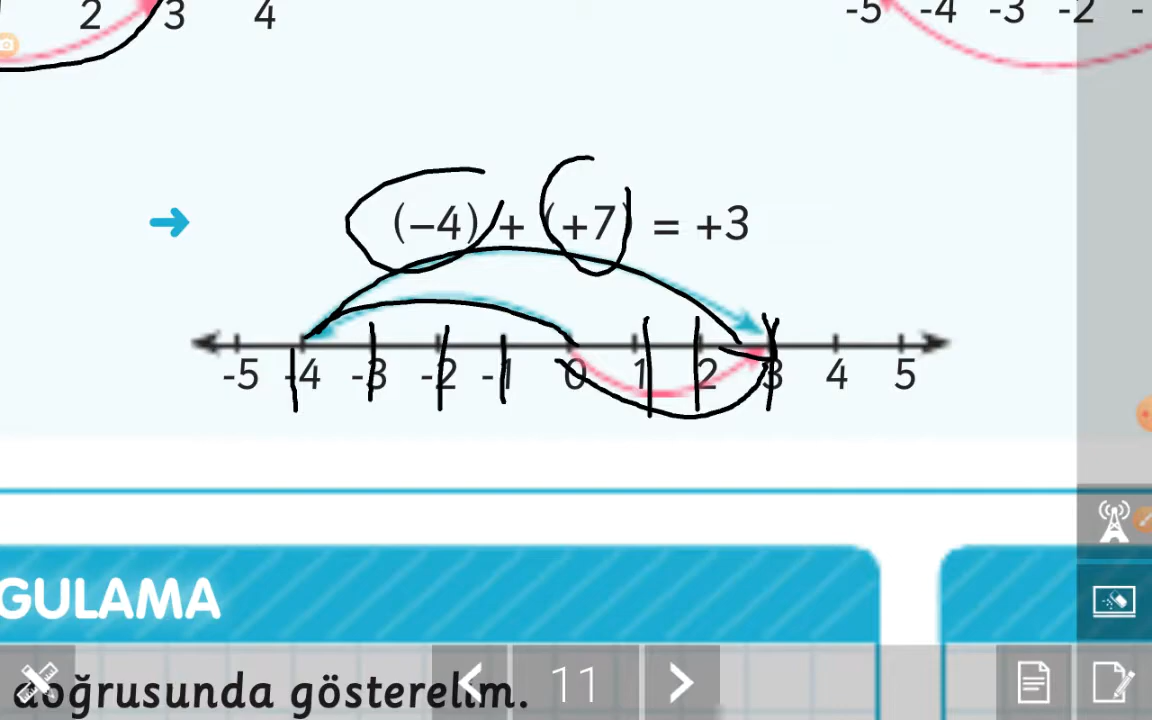 2 3 4 -5 -4 -3 -2 -
(−4) + (+7) = +3
-5 -4 -3 -2 -1 0 1 2 3 4 5
GULAMA
doğrusunda gösterelim.
11